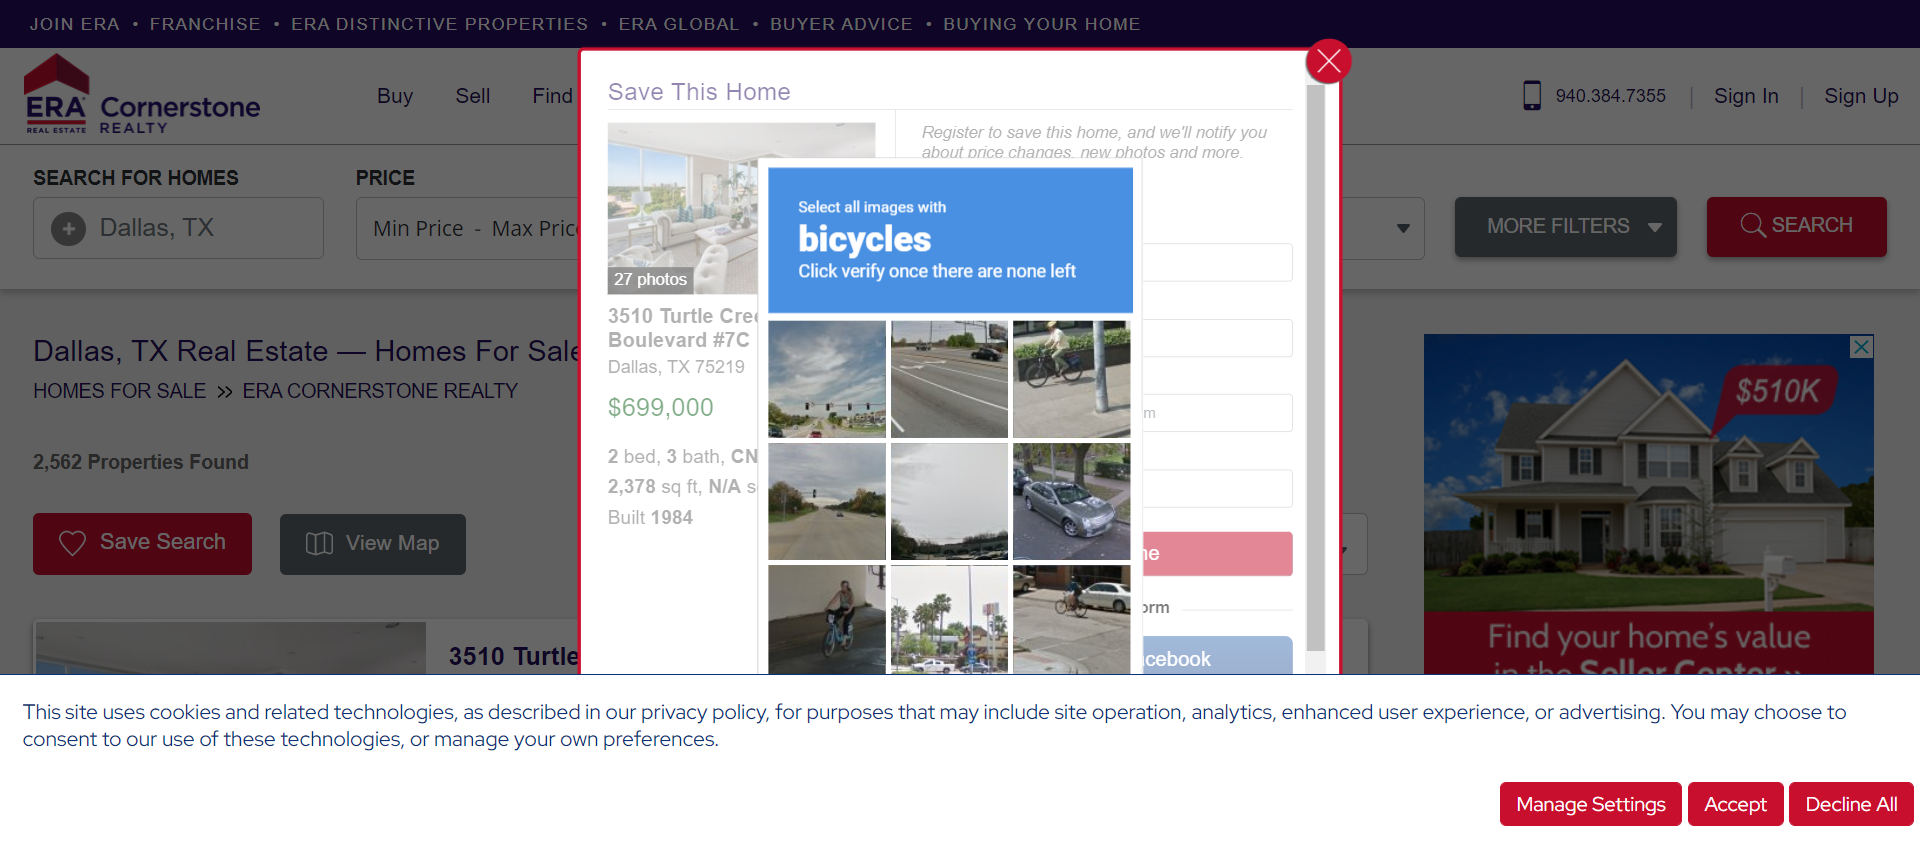 JOIN ERA • FRANCHISE • ERA DISTINCTIVE PROPERTIES • ERA GLOBAL • BUYER ADVICE • BUYING YOUR HOME
ERA
REAL ESTATE
Cornerstone
REALTY
Buy
Sell
Find
940.384.7355
Sign In
Sign Up
SEARCH FOR HOMES
Dallas, TX
PRICE
Min Price - Max Price
MORE FILTERS
SEARCH
Dallas, TX Real Estate — Homes For Sale
HOMES FOR SALE » ERA CORNERSTONE REALTY
2,562 Properties Found
Save Search
View Map
3510 Turtle
Save This Home
27 photos
3510 Turtle Cree
Boulevard #7C
Dallas, TX 75219
$699,000
2 bed, 3 bath, CN
2,378 sq ft, N/A s
Built 1984
Register to save this home, and we'll notify you
about price changes, new photos and more.
Select all images with
bicycles
Click verify once there are none left
m
ne
orm
cebook
$510K
Find your home's value
in the Seller Center »
This site uses cookies and related technologies, as described in our privacy policy, for purposes that may include site operation, analytics, enhanced user experience, or advertising. You may choose to
consent to our use of these technologies, or manage your own preferences.
Manage Settings
Accept
Decline All